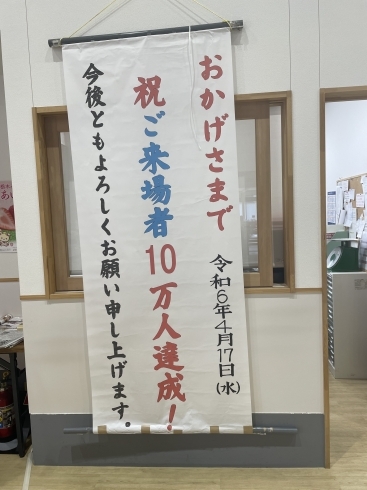 おかげさまで
令和6年4月17日(水)
祝ご来場者10万人達成!
今後ともよろしくお願い申し上げます。